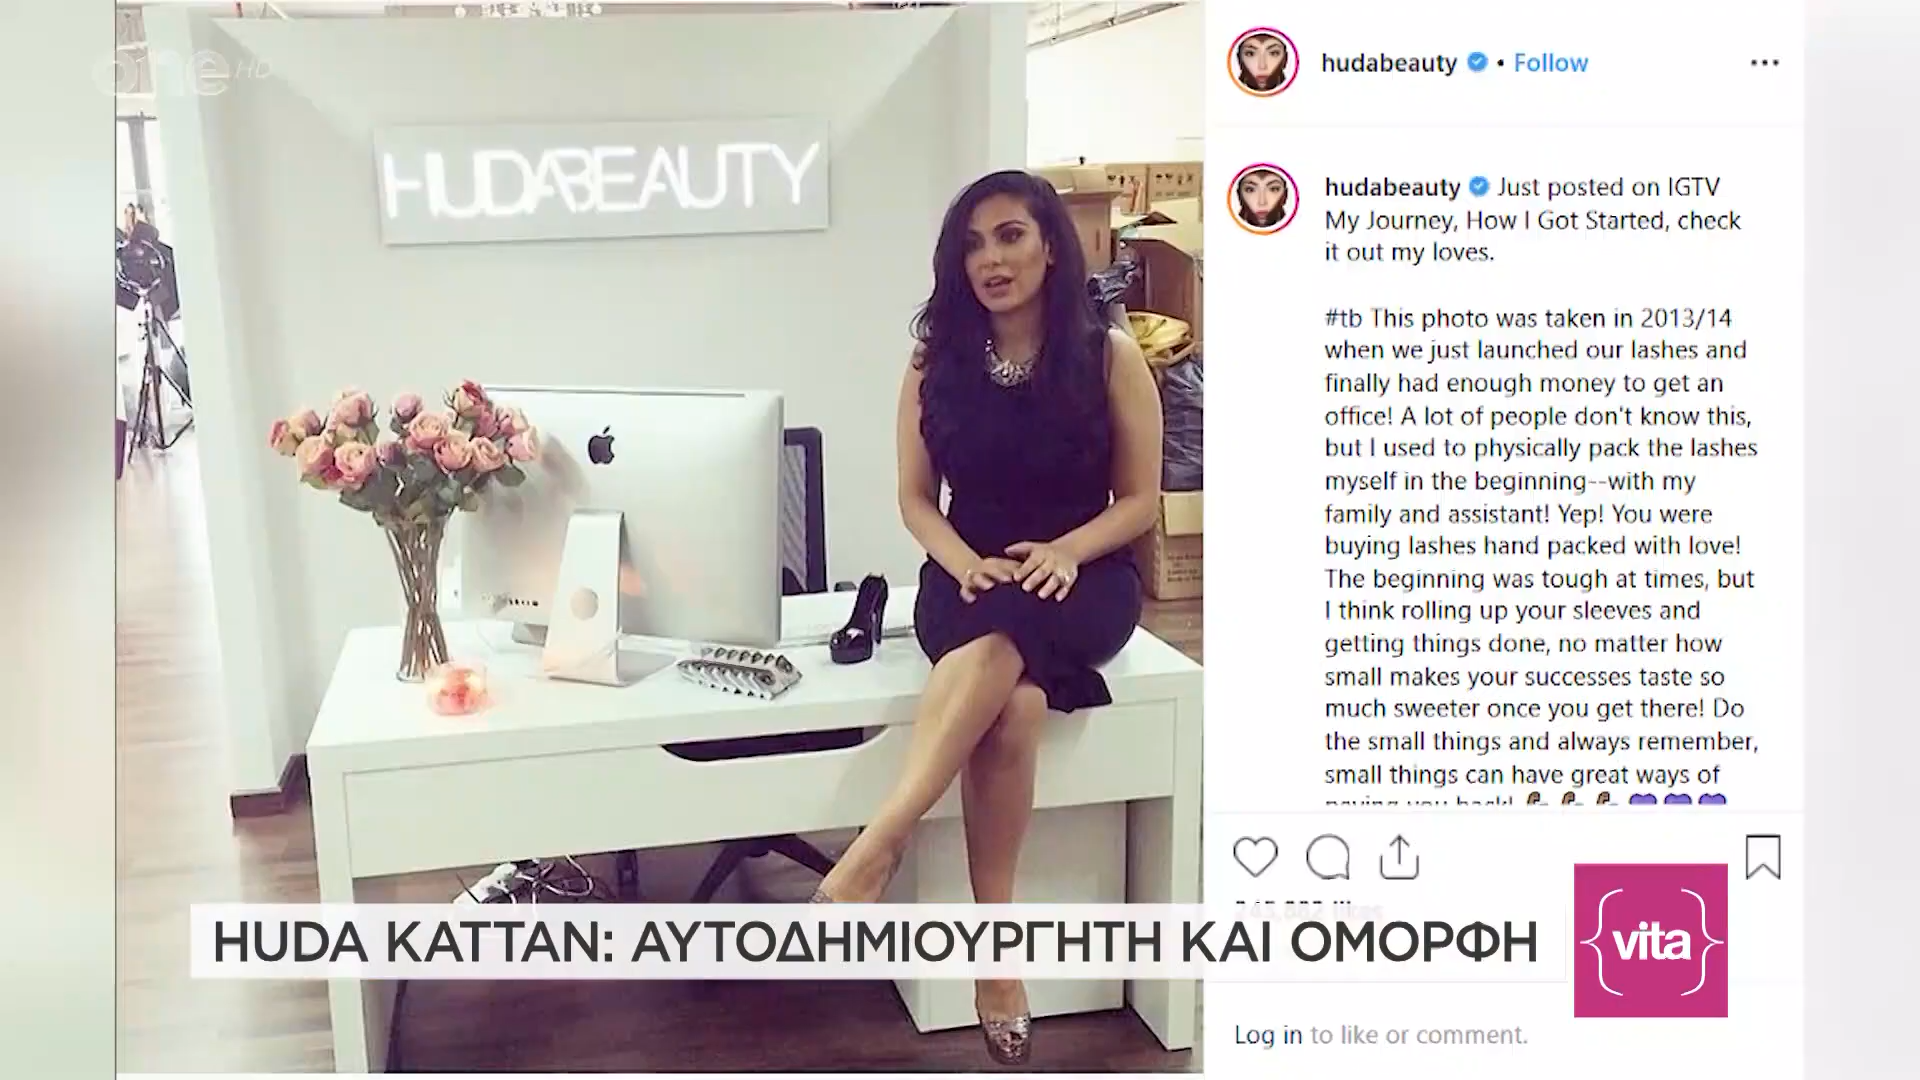 one HD
HUDABEAUTY
hudabeauty • Follow
hudabeauty Just posted on IGTV
My Journey, How I Got Started, check
it out my loves.
#tb This photo was taken in 2013/14
when we just launched our lashes and
finally had enough money to get an
office! A lot of people don't know this,
but I used to physically pack the lashes
myself in the beginning--with my
family and assistant! Yep! You were
buying lashes hand packed with love!
The beginning was tough at times, but
I think rolling up your sleeves and
getting things done, no matter how
small makes your successes taste so
much sweeter once you get there! Do
the small things and always remember,
small things can have great ways of
paying you back!
HUDA KATTAN: ΑΥΤΟΔΗΜΙΟΥΡΓΗΤΗ ΚΑΙ ΟΜΟΡΦΗ
vita
Log in to like or comment.